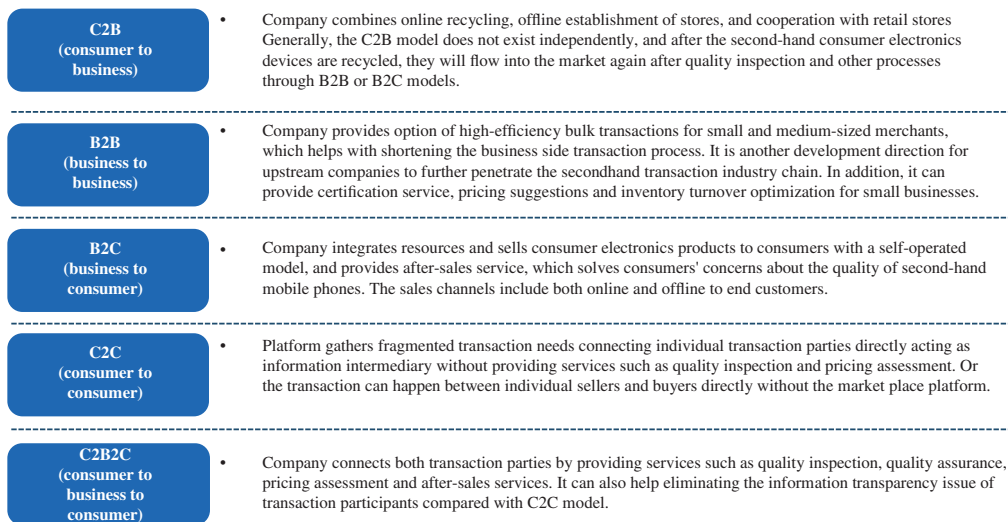 C2B
(consumer to
business)
• Company combines online recycling, offline establishment of stores, and cooperation with retail stores
Generally, the C2B model does not exist independently, and after the second-hand consumer electronics
devices are recycled, they will flow into the market again after quality inspection and other processes
through B2B or B2C models.
B2B
(business to
business)
• Company provides option of high-efficiency bulk transactions for small and medium-sized merchants,
which helps with shortening the business side transaction process. It is another development direction for
upstream companies to further penetrate the secondhand transaction industry chain. In addition, it can
provide certification service, pricing suggestions and inventory turnover optimization for small businesses.
B2C
(business to
consumer)
• Company integrates resources and sells consumer electronics products to consumers with a self-operated
model, and provides after-sales service, which solves consumers' concerns about the quality of second-hand
mobile phones. The sales channels include both online and offline to end customers.
C2C
(consumer to
consumer)
• Platform gathers fragmented transaction needs connecting individual transaction parties directly acting as
information intermediary without providing services such as quality inspection and pricing assessment. Or
the transaction can happen between individual sellers and buyers directly without the market place platform.
C2B2C
(consumer to
business to
consumer)
• Company connects both transaction parties by providing services such as quality inspection, quality assurance,
pricing assessment and after-sales services. It can also help eliminating the information transparency issue of
transaction participants compared with C2C model.